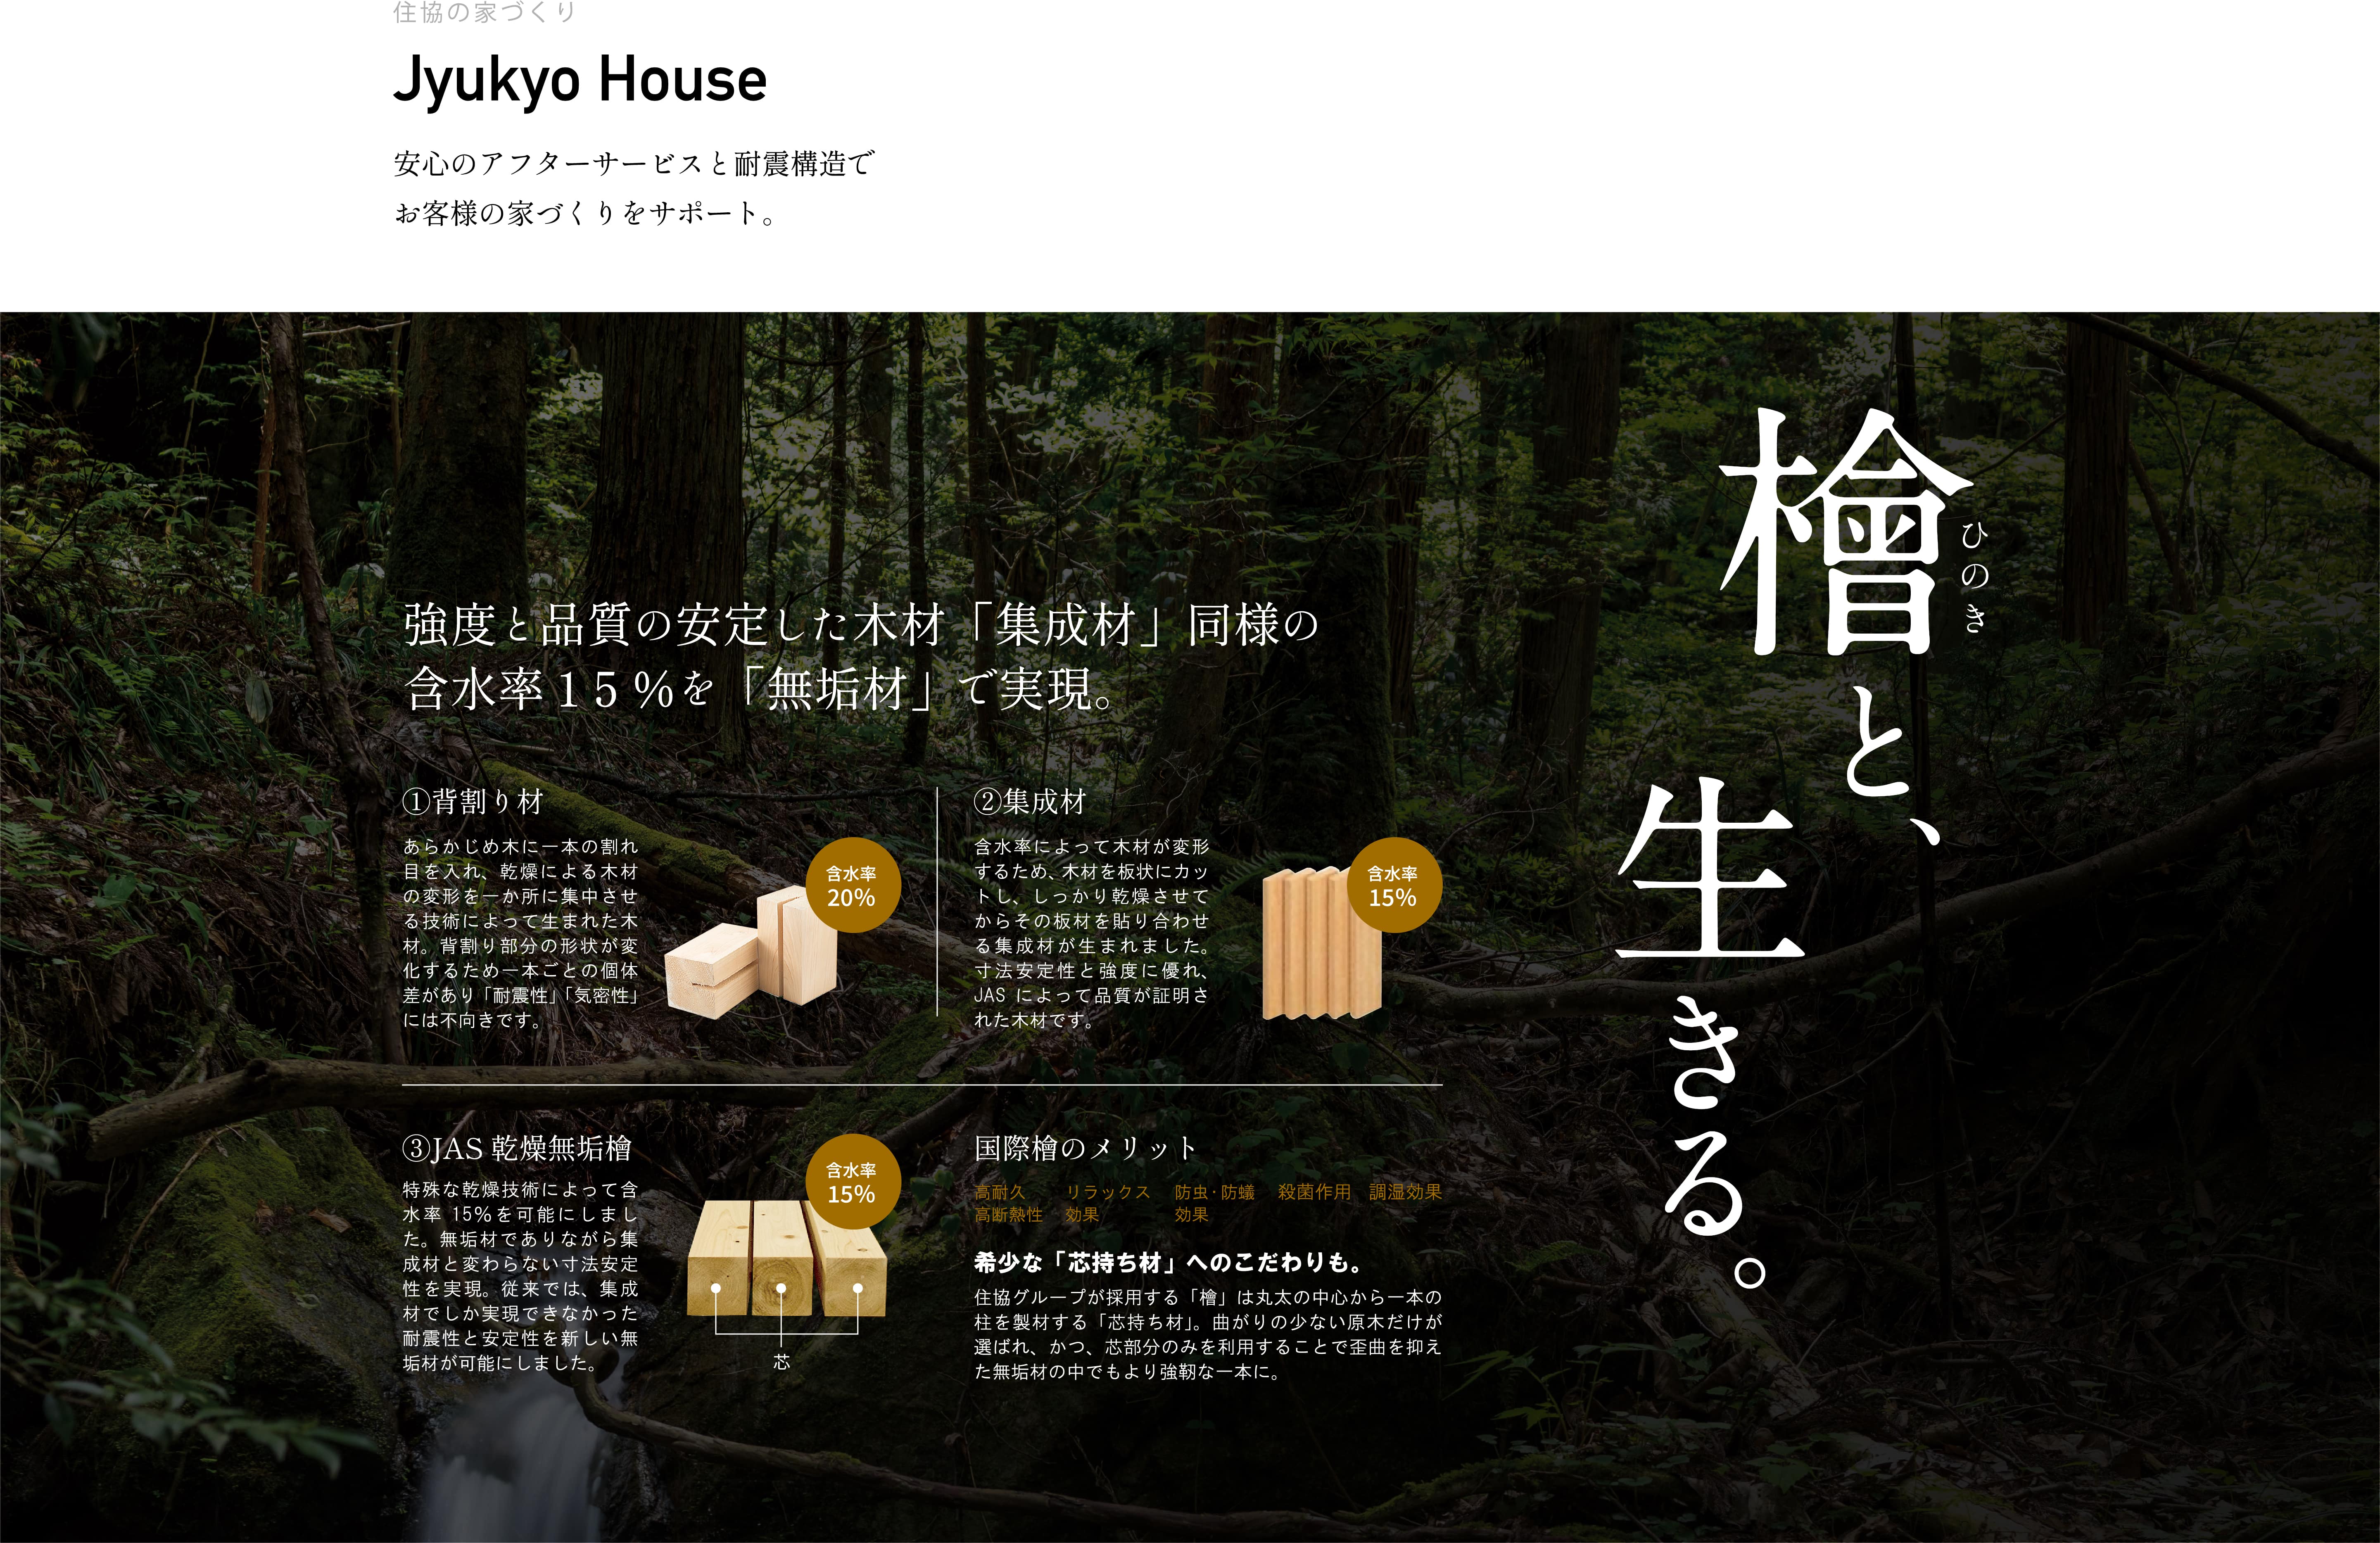 住協の家づくり
Jyukyo House
安心のアフターサービスと耐震構造で
お客様の家づくりをサポート。
檜と、
ひのき
生きる。
強度と品質の安定した木材「集成材」同様の
含水率15%を「無垢材」で実現。
①背割り材
あらかじめ木に一本の割れ
目を入れ、乾燥による木材
の変形を一か所に集中させ
る技術によって生まれた木
材。背割り部分の形状が変
化するため一本ごとの個体
差があり「耐震性」「気密性」
には不向きです。
含水率
20%
②集成材
含水率によって木材が変形
するため、木材を板状にカッ
トし、しっかり乾燥させて
からその板材を貼り合わせ
る集成材が生まれました。
寸法安定性と強度に優れ、
JAS によって品質が証明さ
れた木材です。
含水率
15%
③JAS 乾燥無垢檜
特殊な乾燥技術によって含
水率 15%を可能にしまし
た。無垢材でありながら集
成材と変わらない寸法安定
性を実現。従来では、集成
材でしか実現できなかった
耐震性と安定性を新しい無
垢材が可能にしました。
含水率
15%
芯
国際檜のメリット
高耐久
高断熱性
リラックス
効果
防虫・防蟻
効果
殺菌作用
調湿効果
希少な「芯持ち材」へのこだわりも。
住協グループが採用する「檜」は丸太の中心から一本の
柱を製材する「芯持ち材」。曲がりの少ない原木だけが
選ばれ、かつ、芯部分のみを利用することで歪曲を抑え
た無垢材の中でもより強靭な一本に。